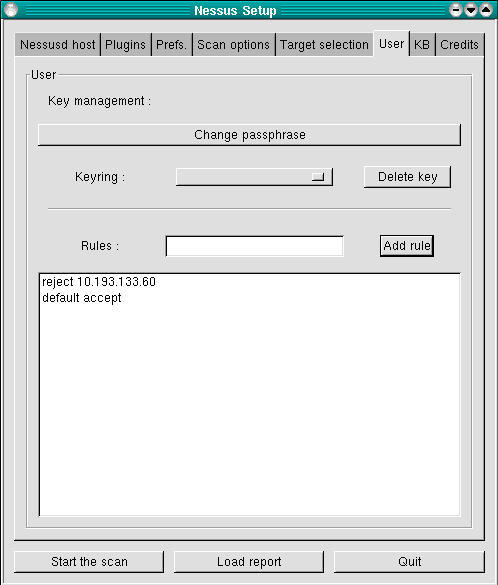 Nessus Setup
Nessusd host Plugins Prefs. Scan options Target selection User KB Credits
User
Key management :
Change passphrase
Keyring : Delete key
Rules : Add rule
reject 10.193.133.60
default accept
Start the scan Load report Quit